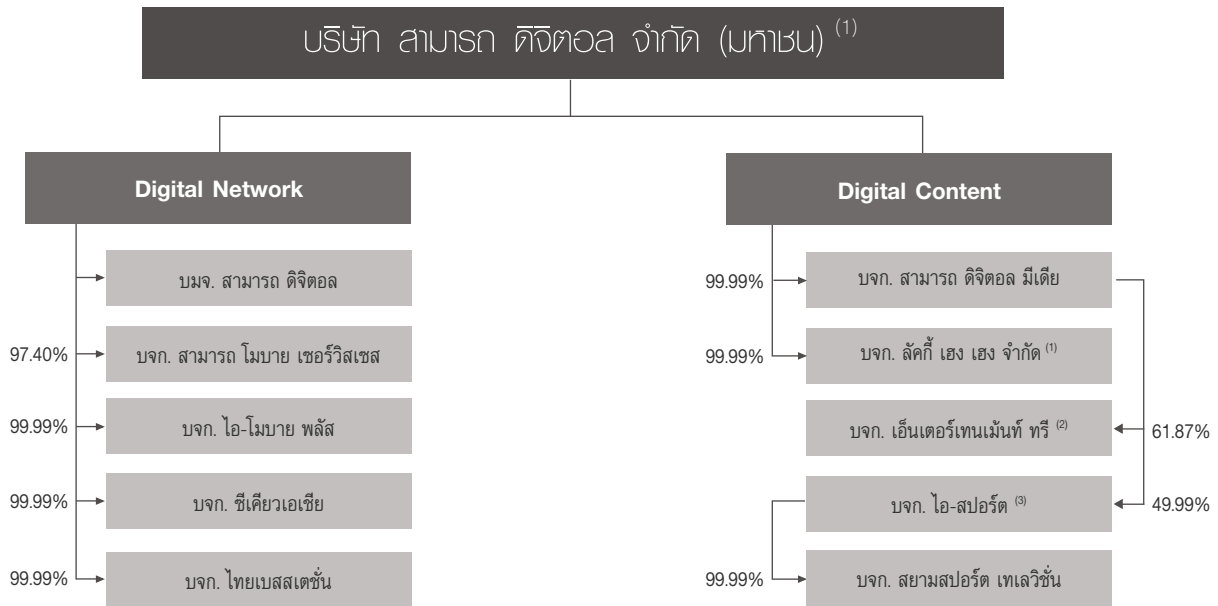 บริษัท สามารถ ดิจิตอล จำกัด (มหาชน) (1)
Digital Network
บมจ. สามารถ ดิจิตอล
97.40% บจก. สามารถ โมบาย เซอร์วิสเซส
99.99% บจก. ไอ-โมบาย พลัส
99.99% บจก. ซีเคียวเอเชีย
99.99% บจก. ไทยเบสสเตชั่น
Digital Content
99.99% บจก. สามารถ ดิจิตอล มีเดีย
99.99% บจก. ลัคกี้ เฮง เฮง จำกัด (1)
บจก. เอ็นเตอร์เทนเม้นท์ ทรี (2) 61.87%
บจก. ไอ-สปอร์ต (3) 49.99%
99.99% บจก. สยามสปอร์ต เทเลวิชั่น